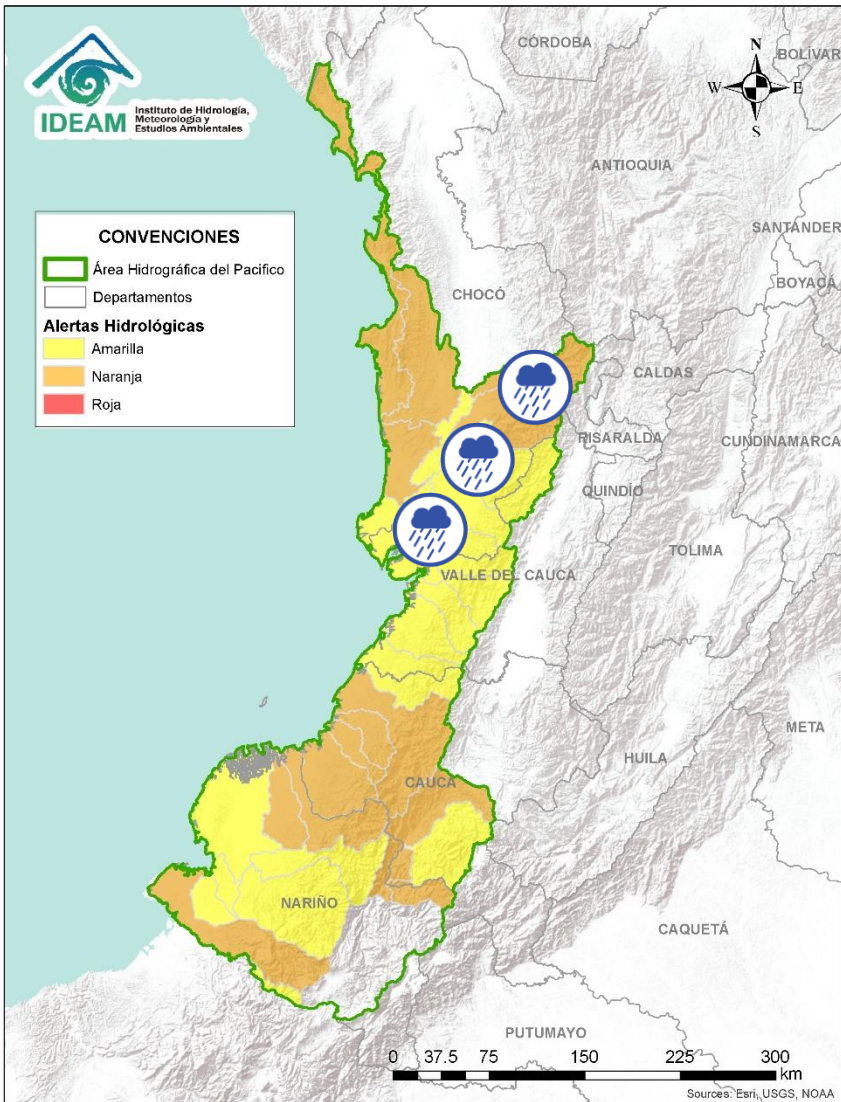 IDEAM
Instituto de Hidrología,
Meteorología y
Estudios Ambientales
CÓRDOBA
BOLÍVAR
N
W
E
S
ANTIOQUIA
SANTANDER
BOYACÁ
CONVENCIONES
Área Hidrográfica del Pacifico
Departamentos
Alertas Hidrológicas
Amarilla
Naranja
Roja
CHOCÓ
CALDAS
RISARALDA
CUNDINAMARCA
QUINDÍO
TOLIMA
VALLE DEL CAUCA
META
HUILA
CAUCA
NARIÑO
CAQUETÁ
PUTUMAYO
0 37.5 75 150 225 300
km
Sources: Esri, USGS, NOAA